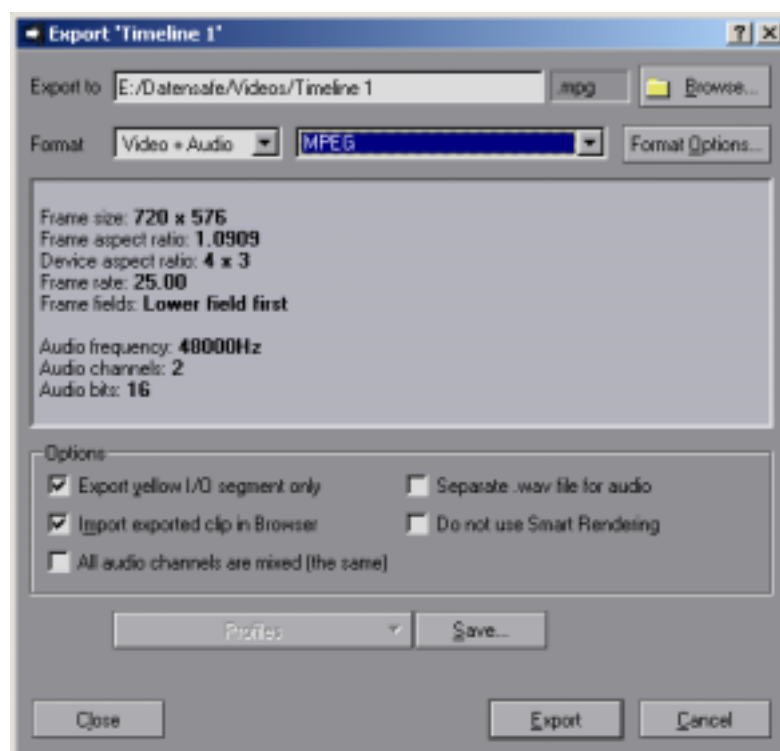 Export 'Timeline 1'
Export to E:/Datensafe/Videos/Timeline 1 .mpg Browse...
Format Video + Audio MPEG Format Options...
Frame size: 720 x 576
Frame aspect ratio: 1.0909
Device aspect ratio: 4 x 3
Frame rate: 25.00
Frame fields: Lower field first
Audio frequency: 48000Hz
Audio channels: 2
Audio bits: 16
Options
Export yellow I/O segment only
Separate .wav file for audio
Import exported clip in Browser
Do not use Smart Rendering
All audio channels are mixed (the same)
Profiles Save...
Close Export Cancel